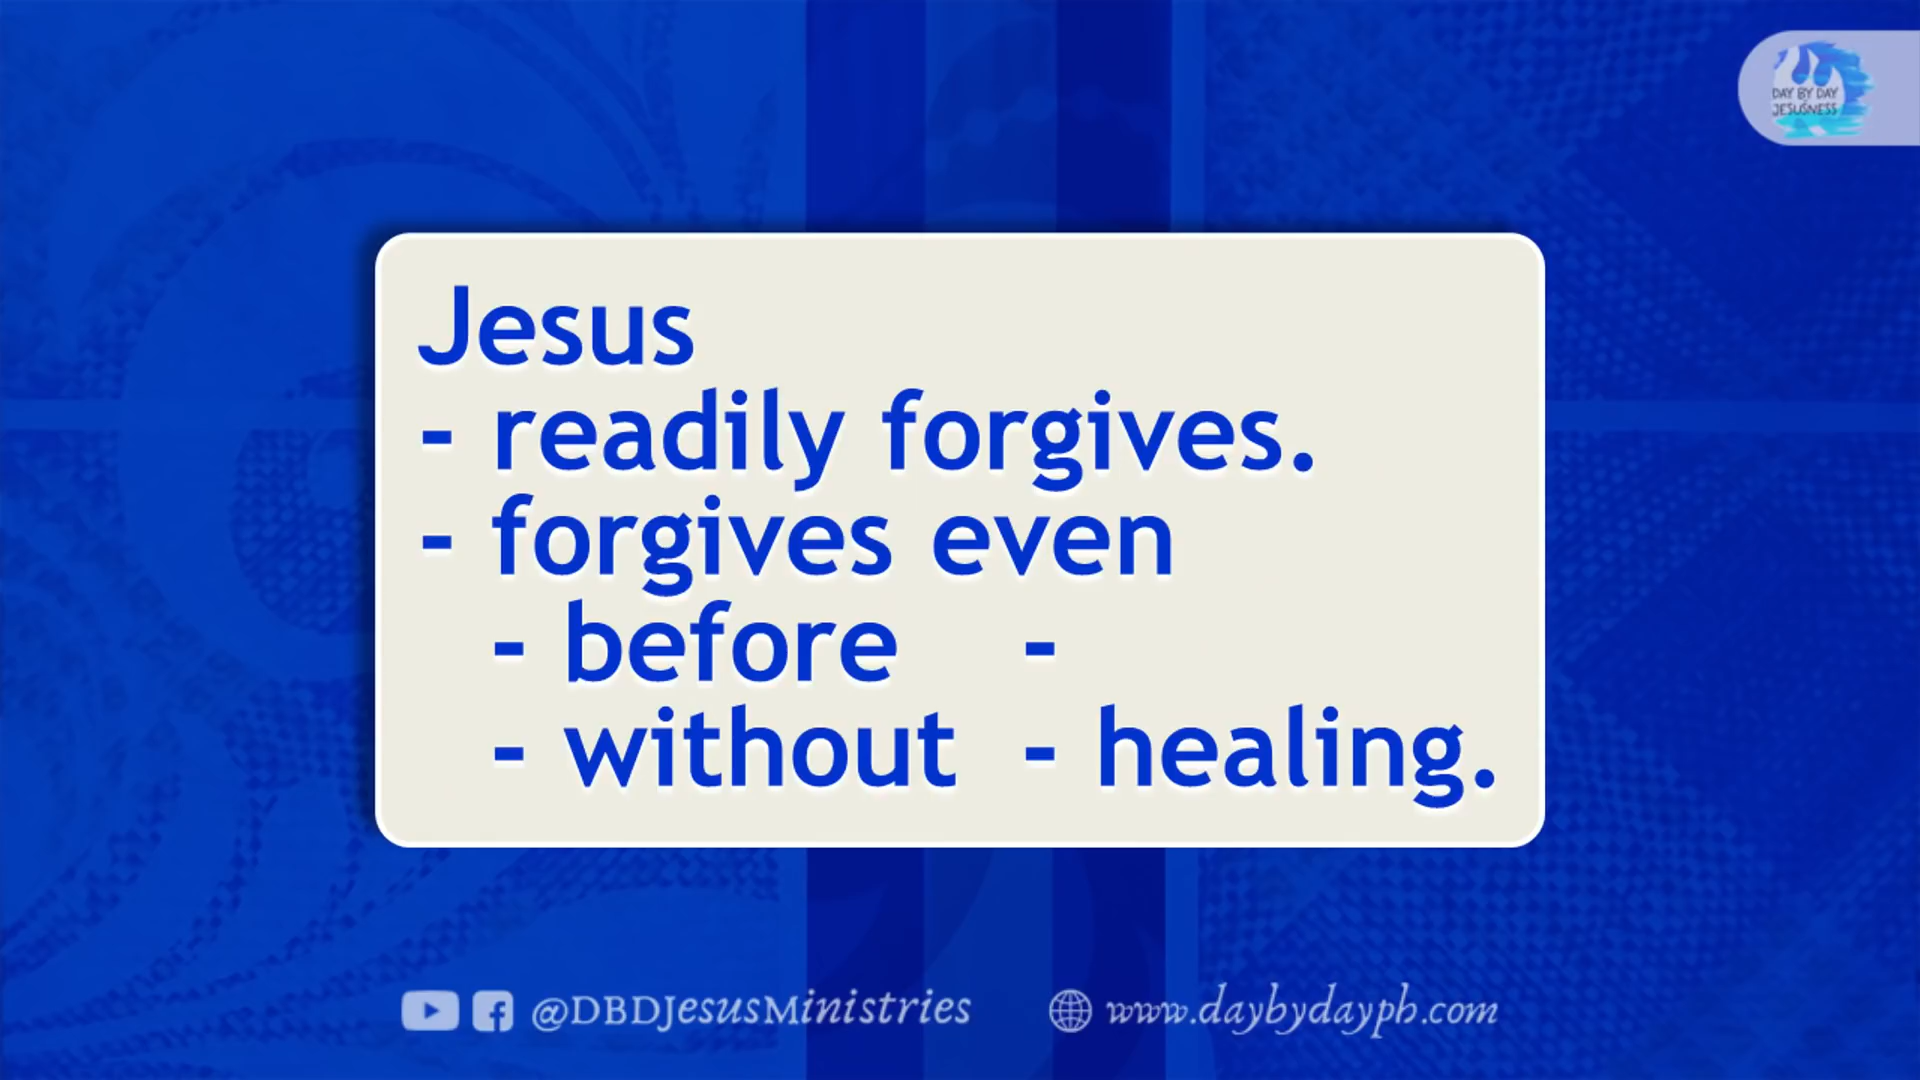 DAY BY DAY
JESUSNESS
Jesus
- readily forgives.
- forgives even
- before -
- without - healing.
@DBDJesusMinistries www.daybydayph.com